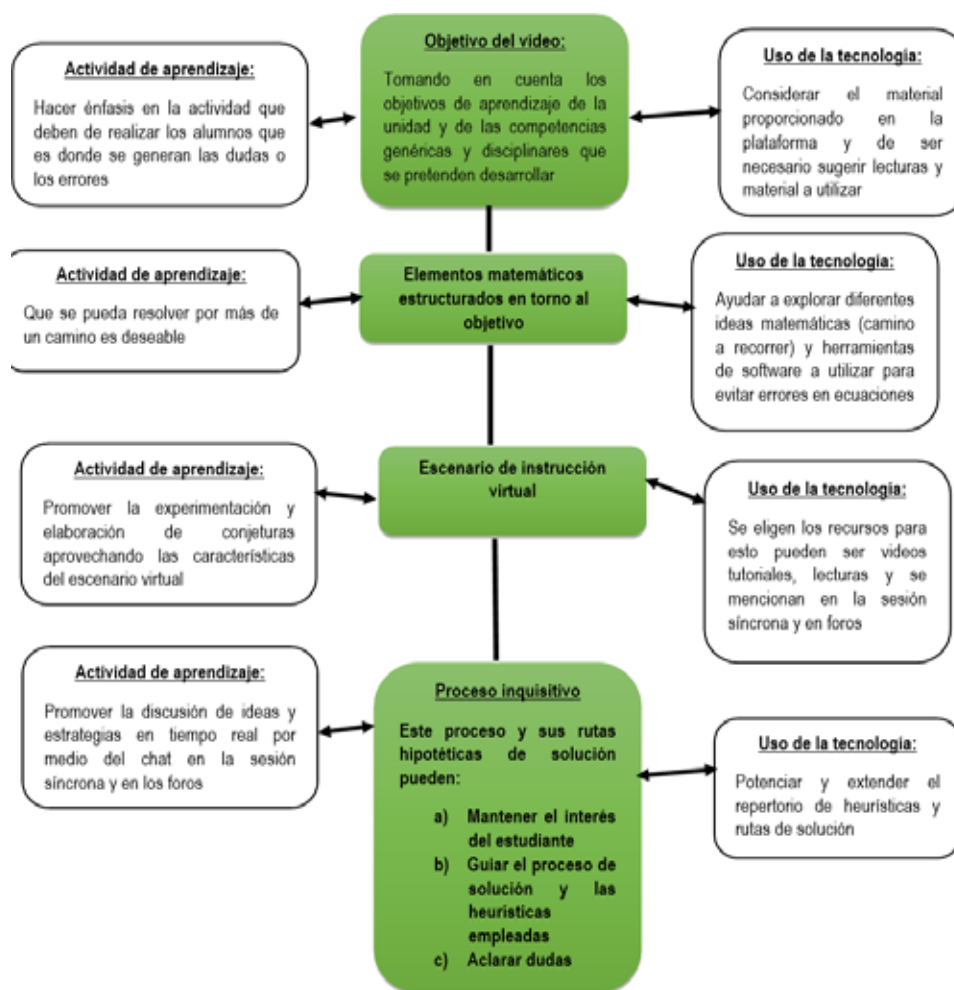 Actividad de aprendizaje:
Hacer énfasis en la actividad que
deben de realizar los alumnos que
es donde se generan las dudas o
los errores
Objetivo del video:
Tomando en cuenta los
objetivos de aprendizaje de la
unidad y de las competencias
genéricas y disciplinares que
se pretenden desarrollar
Uso de la tecnología:
Considerar el material
proporcionado en la
plataforma y de ser
necesario sugerir lecturas y
material a utilizar
Actividad de aprendizaje:
Que se pueda resolver por más de
un camino es deseable
Elementos matemáticos
estructurados en torno al
objetivo
Uso de la tecnología:
Ayudar a explorar diferentes
ideas matemáticas (camino
a recorrer) y herramientas
de software a utilizar para
evitar errores en ecuaciones
Actividad de aprendizaje:
Promover la experimentación y
elaboración de conjeturas
aprovechando las características
del escenario virtual
Escenario de instrucción
virtual
Uso de la tecnología:
Se eligen los recursos para
esto pueden ser videos
tutoriales, lecturas y se
mencionan en la sesión
síncrona y en foros
Actividad de aprendizaje:
Promover la discusión de ideas y
estrategias en tiempo real por
medio del chat en la sesión
síncrona y en los foros
Proceso inquisitivo
Este proceso y sus rutas
hipotéticas de solución
pueden:
a) Mantener el interés
del estudiante
b) Guiar el proceso de
solución y las
heurísticas
empleadas
c) Aclarar dudas
Uso de la tecnología:
Potenciar y extender el
repertorio de heurísticas y
rutas de solución